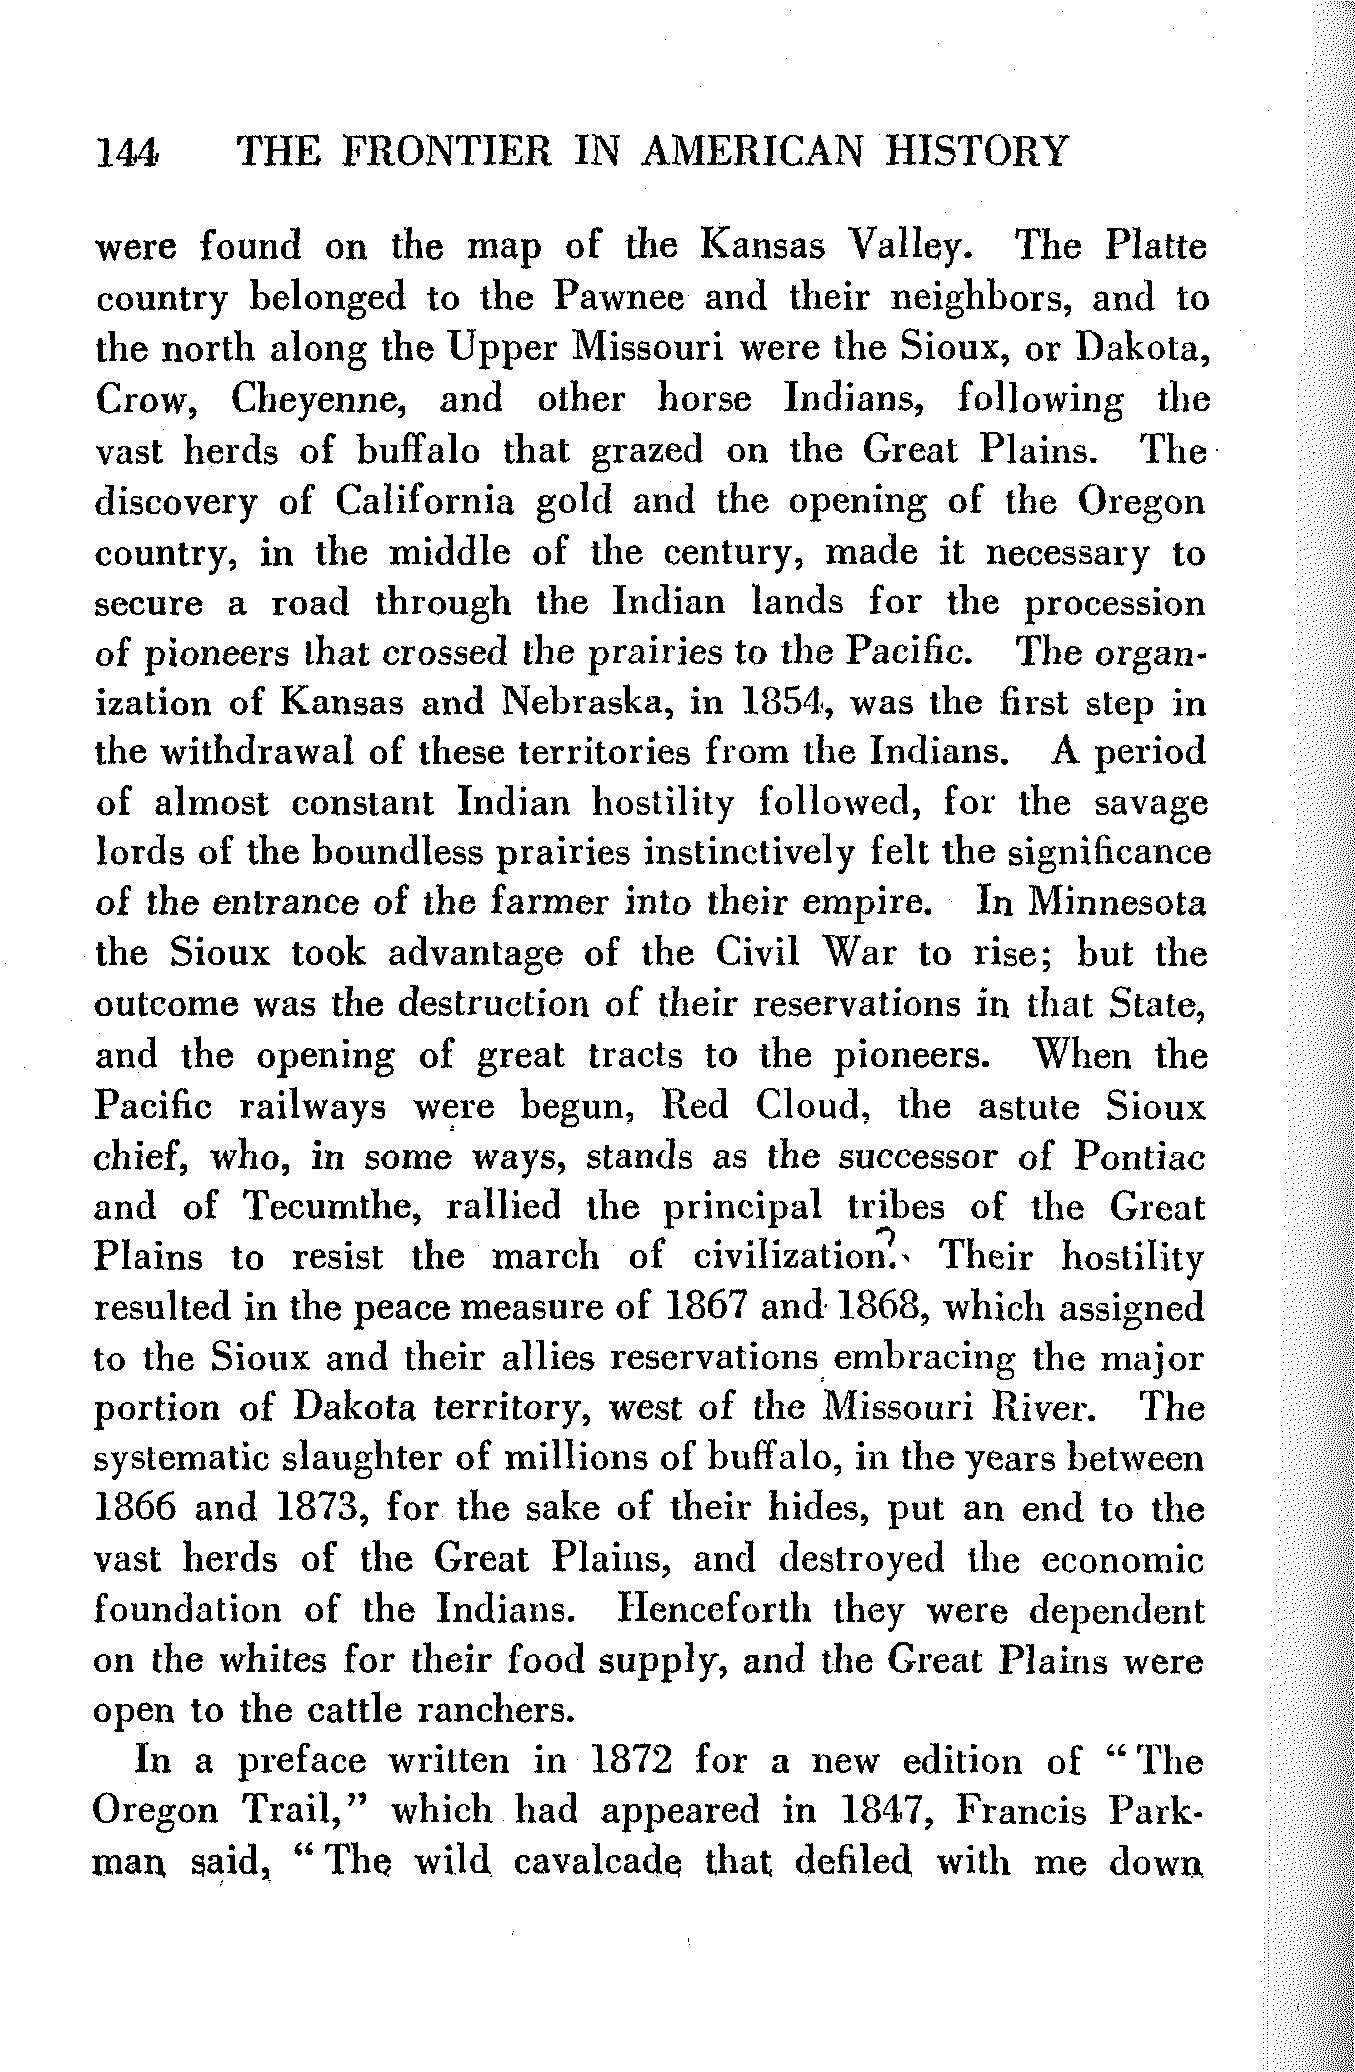 144 THE FRONTIER IN AMERICAN HISTORY
were found on the map of the Kansas Valley. The Platte
country belonged to the Pawnee and their neighbors, and to
the north along the Upper Missouri were the Sioux, or Dakota,
Crow, Cheyenne, and other horse Indians, following the
vast herds of buffalo that grazed on the Great Plains. The
discovery of California gold and the opening of the Oregon
country, in the middle of the century, made it necessary to
secure a road through the Indian lands for the procession
of pioneers that crossed the prairies to the Pacific. The organ-
ization of Kansas and Nebraska, in 1854, was the first step in
the withdrawal of these territories from the Indians. A period
of almost constant Indian hostility followed, for the savage
lords of the boundless prairies instinctively felt the significance
of the entrance of the farmer into their empire. In Minnesota
the Sioux took advantage of the Civil War to rise; but the
outcome was the destruction of their reservations in that State,
and the opening of great tracts to the pioneers. When the
Pacific railways were begun, Red Cloud, the astute Sioux
chief, who, in some ways, stands as the successor of Pontiac
and of Tecumthe, rallied the principal tribes of the Great
Plains to resist the march of civilization?. Their hostility
resulted in the peace measure of 1867 and 1868, which assigned
to the Sioux and their allies reservations embracing the major
portion of Dakota territory, west of the Missouri River. The
systematic slaughter of millions of buffalo, in the years between
1866 and 1873, for the sake of their hides, put an end to the
vast herds of the Great Plains, and destroyed the economic
foundation of the Indians. Henceforth they were dependent
on the whites for their food supply, and the Great Plains were
open to the cattle ranchers.
In a preface written in 1872 for a new edition of "The
Oregon Trail," which had appeared in 1847, Francis Park-
man said, "The wild cavalcade that defiled with me down